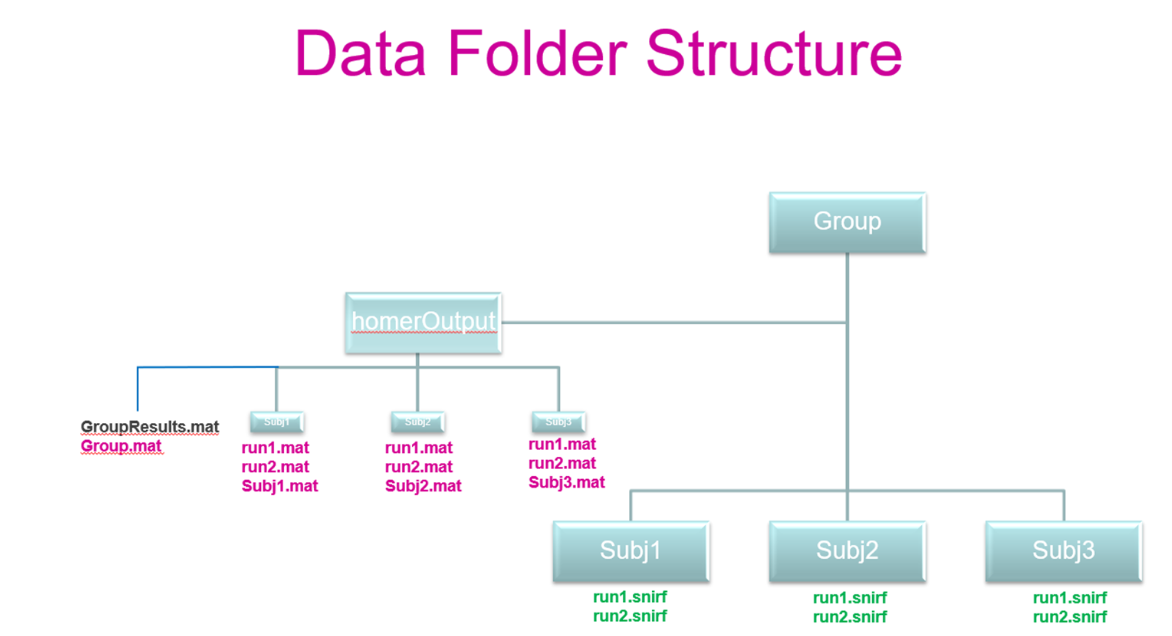 Data Folder Structure
Group
homerOutput
GroupResults.mat
Group.mat
Subj1
run1.mat
run2.mat
Subj1.mat
Subj2
run1.mat
run2.mat
Subj2.mat
Subj3
run1.mat
run2.mat
Subj3.mat
Subj1
run1.snirf
run2.snirf
Subj2
run1.snirf
run2.snirf
Subj3
run1.snirf
run2.snirf